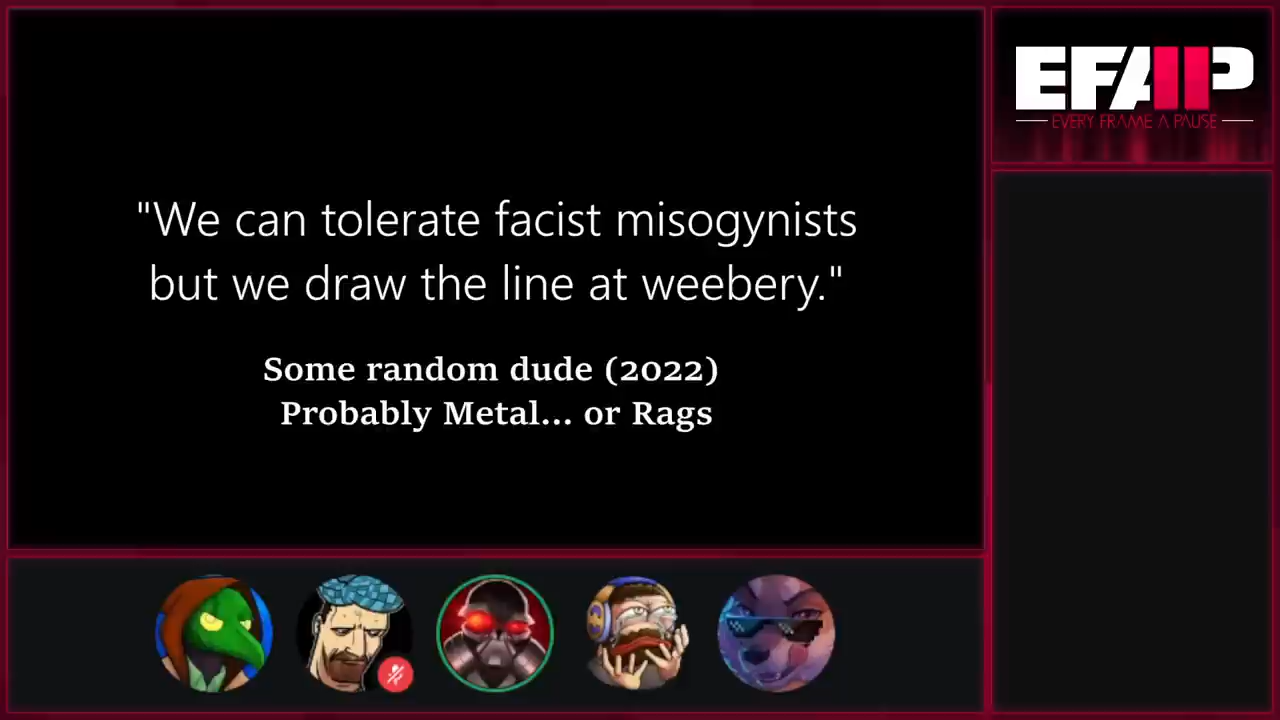 "We can tolerate facist misogynists
but we draw the line at weebery."
Some random dude (2022)
Probably Metal... or Rags
EFAP
EVERY FRAME A PAUSE